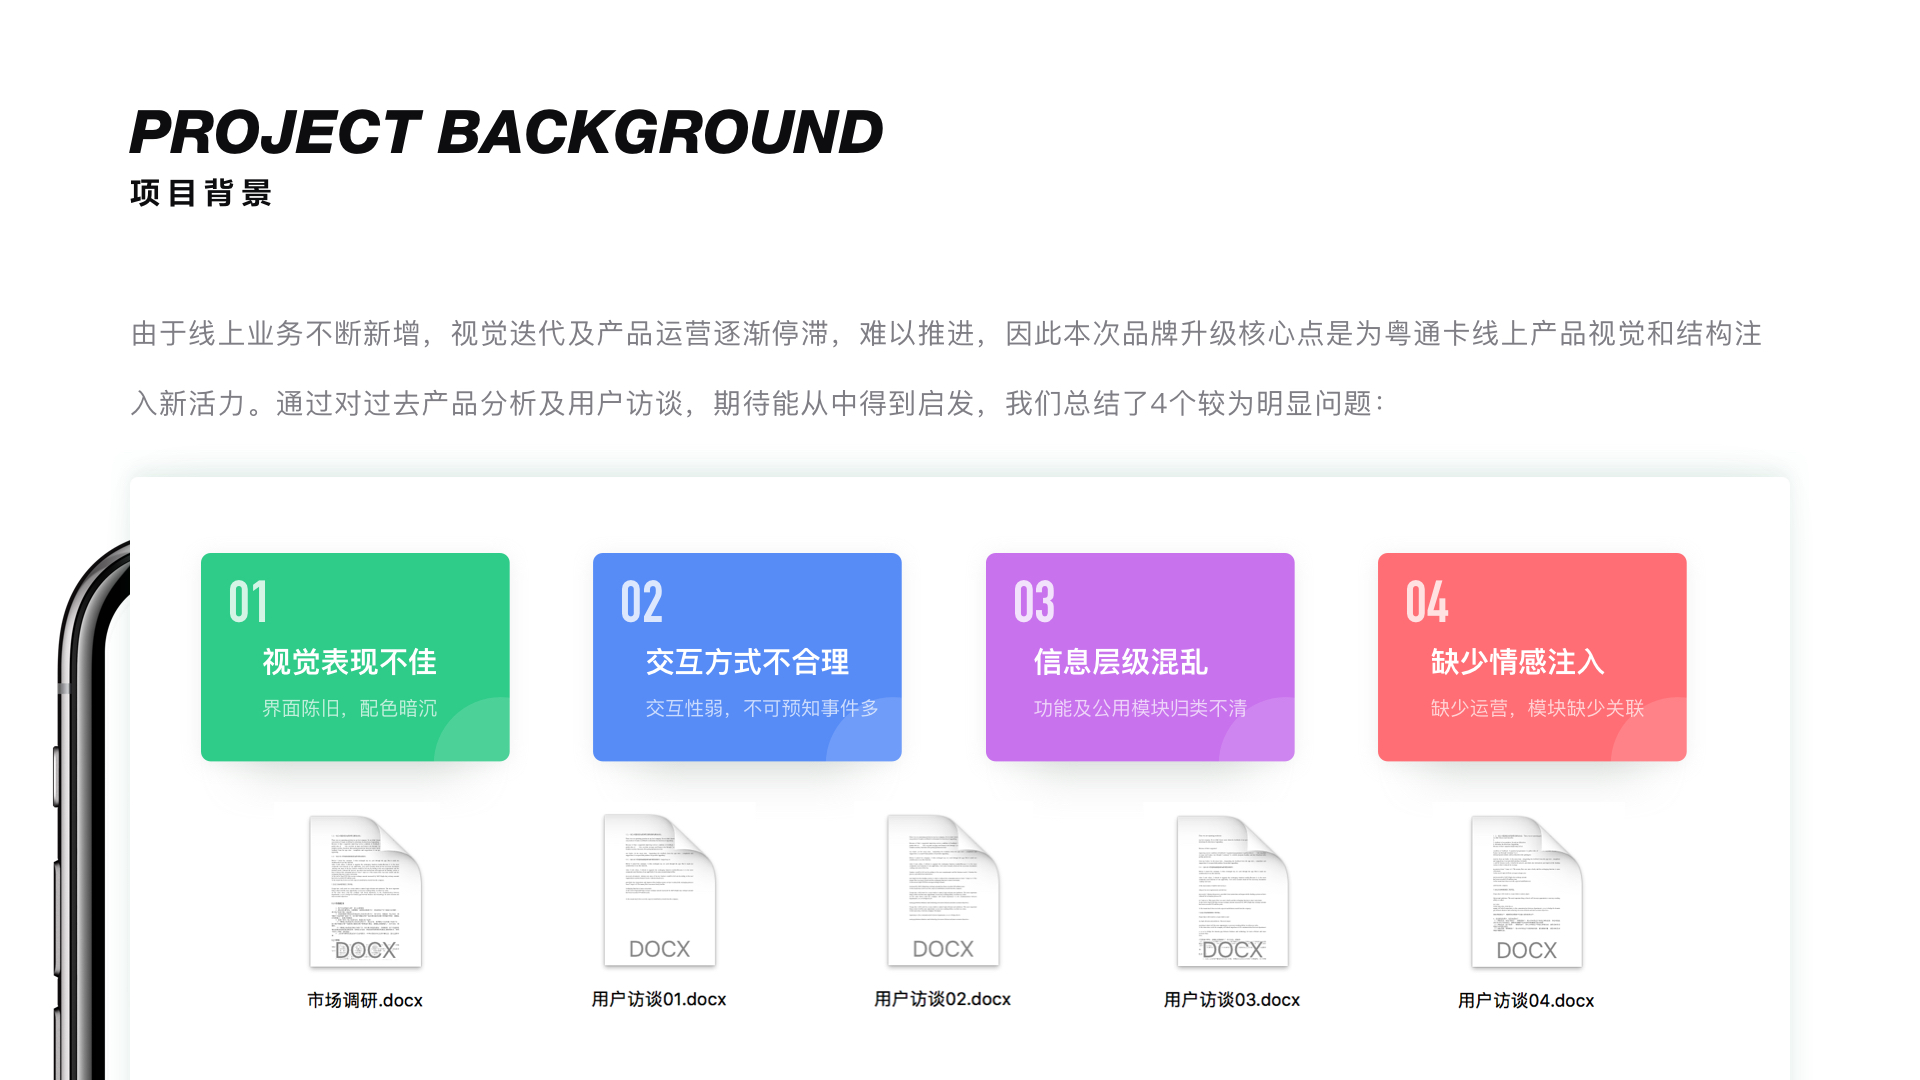 PROJECT BACKGROUND
项目背景
由于线上业务不断新增，视觉迭代及产品运营逐渐停滞，难以推进，因此本次品牌升级核心点是为粤通卡线上产品视觉和结构注
入新活力。通过对过去产品分析及用户访谈，期待能从中得到启发，我们总结了4个较为明显问题：
01
视觉表现不佳
界面陈旧，配色暗沉
02
交互方式不合理
交互性弱，不可预知事件多
03
信息层级混乱
功能及公用模块归类不清
04
缺少情感注入
缺少运营，模块缺少关联
DOCX
DOCX
DOCX
DOCX
DOCX
市场调研.docx
用户访谈01.docx
用户访谈02.docx
用户访谈03.docx
用户访谈04.docx